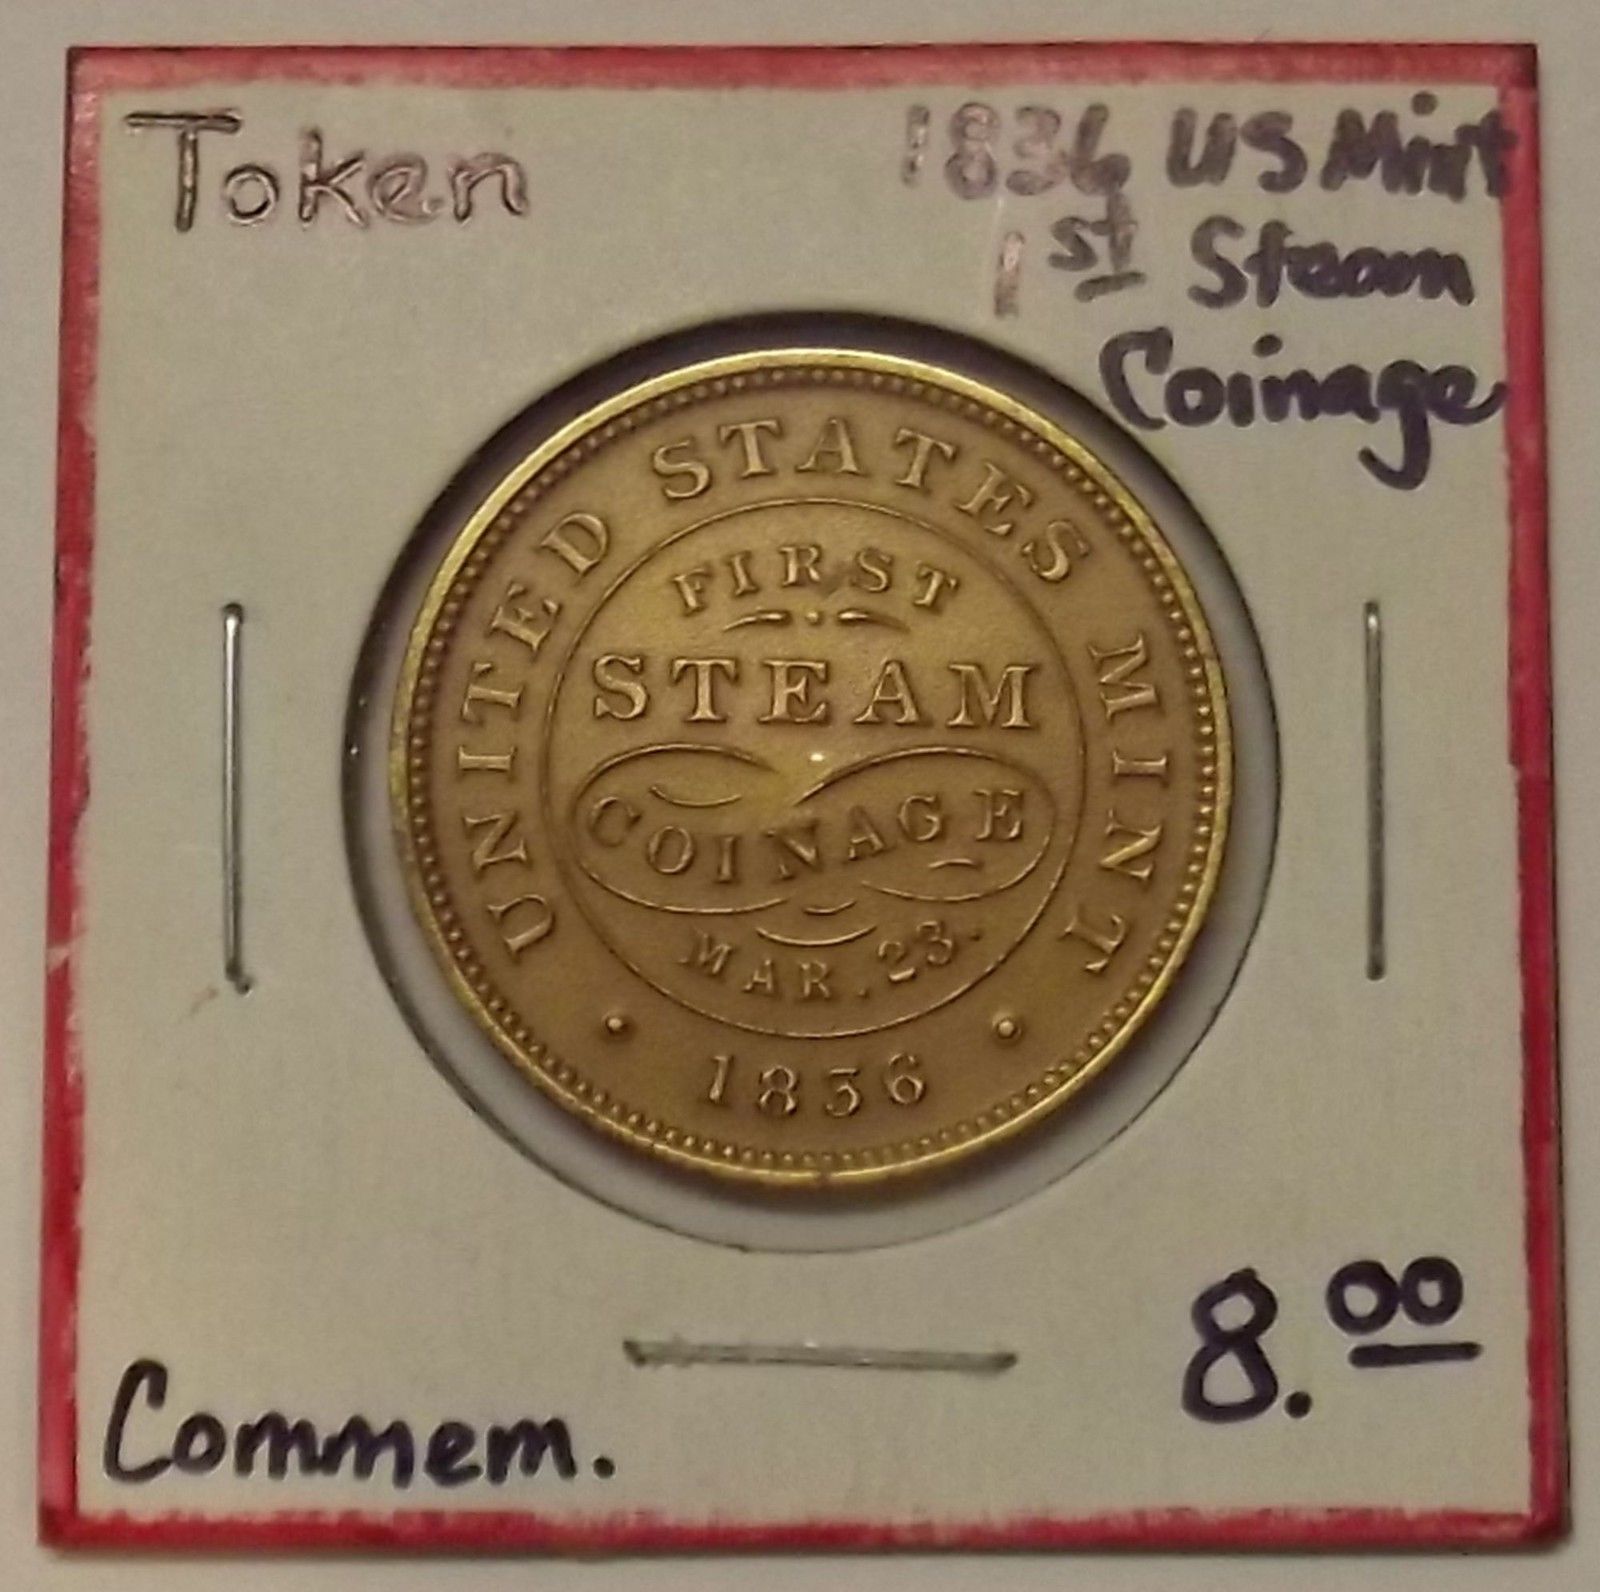 Token
1836 US Mint
1st Steam
Coinage
UNITED STATES MINT
FIRST
STEAM
COINAGE
MAR. 23.
• 1836 •
Commem.
8.00